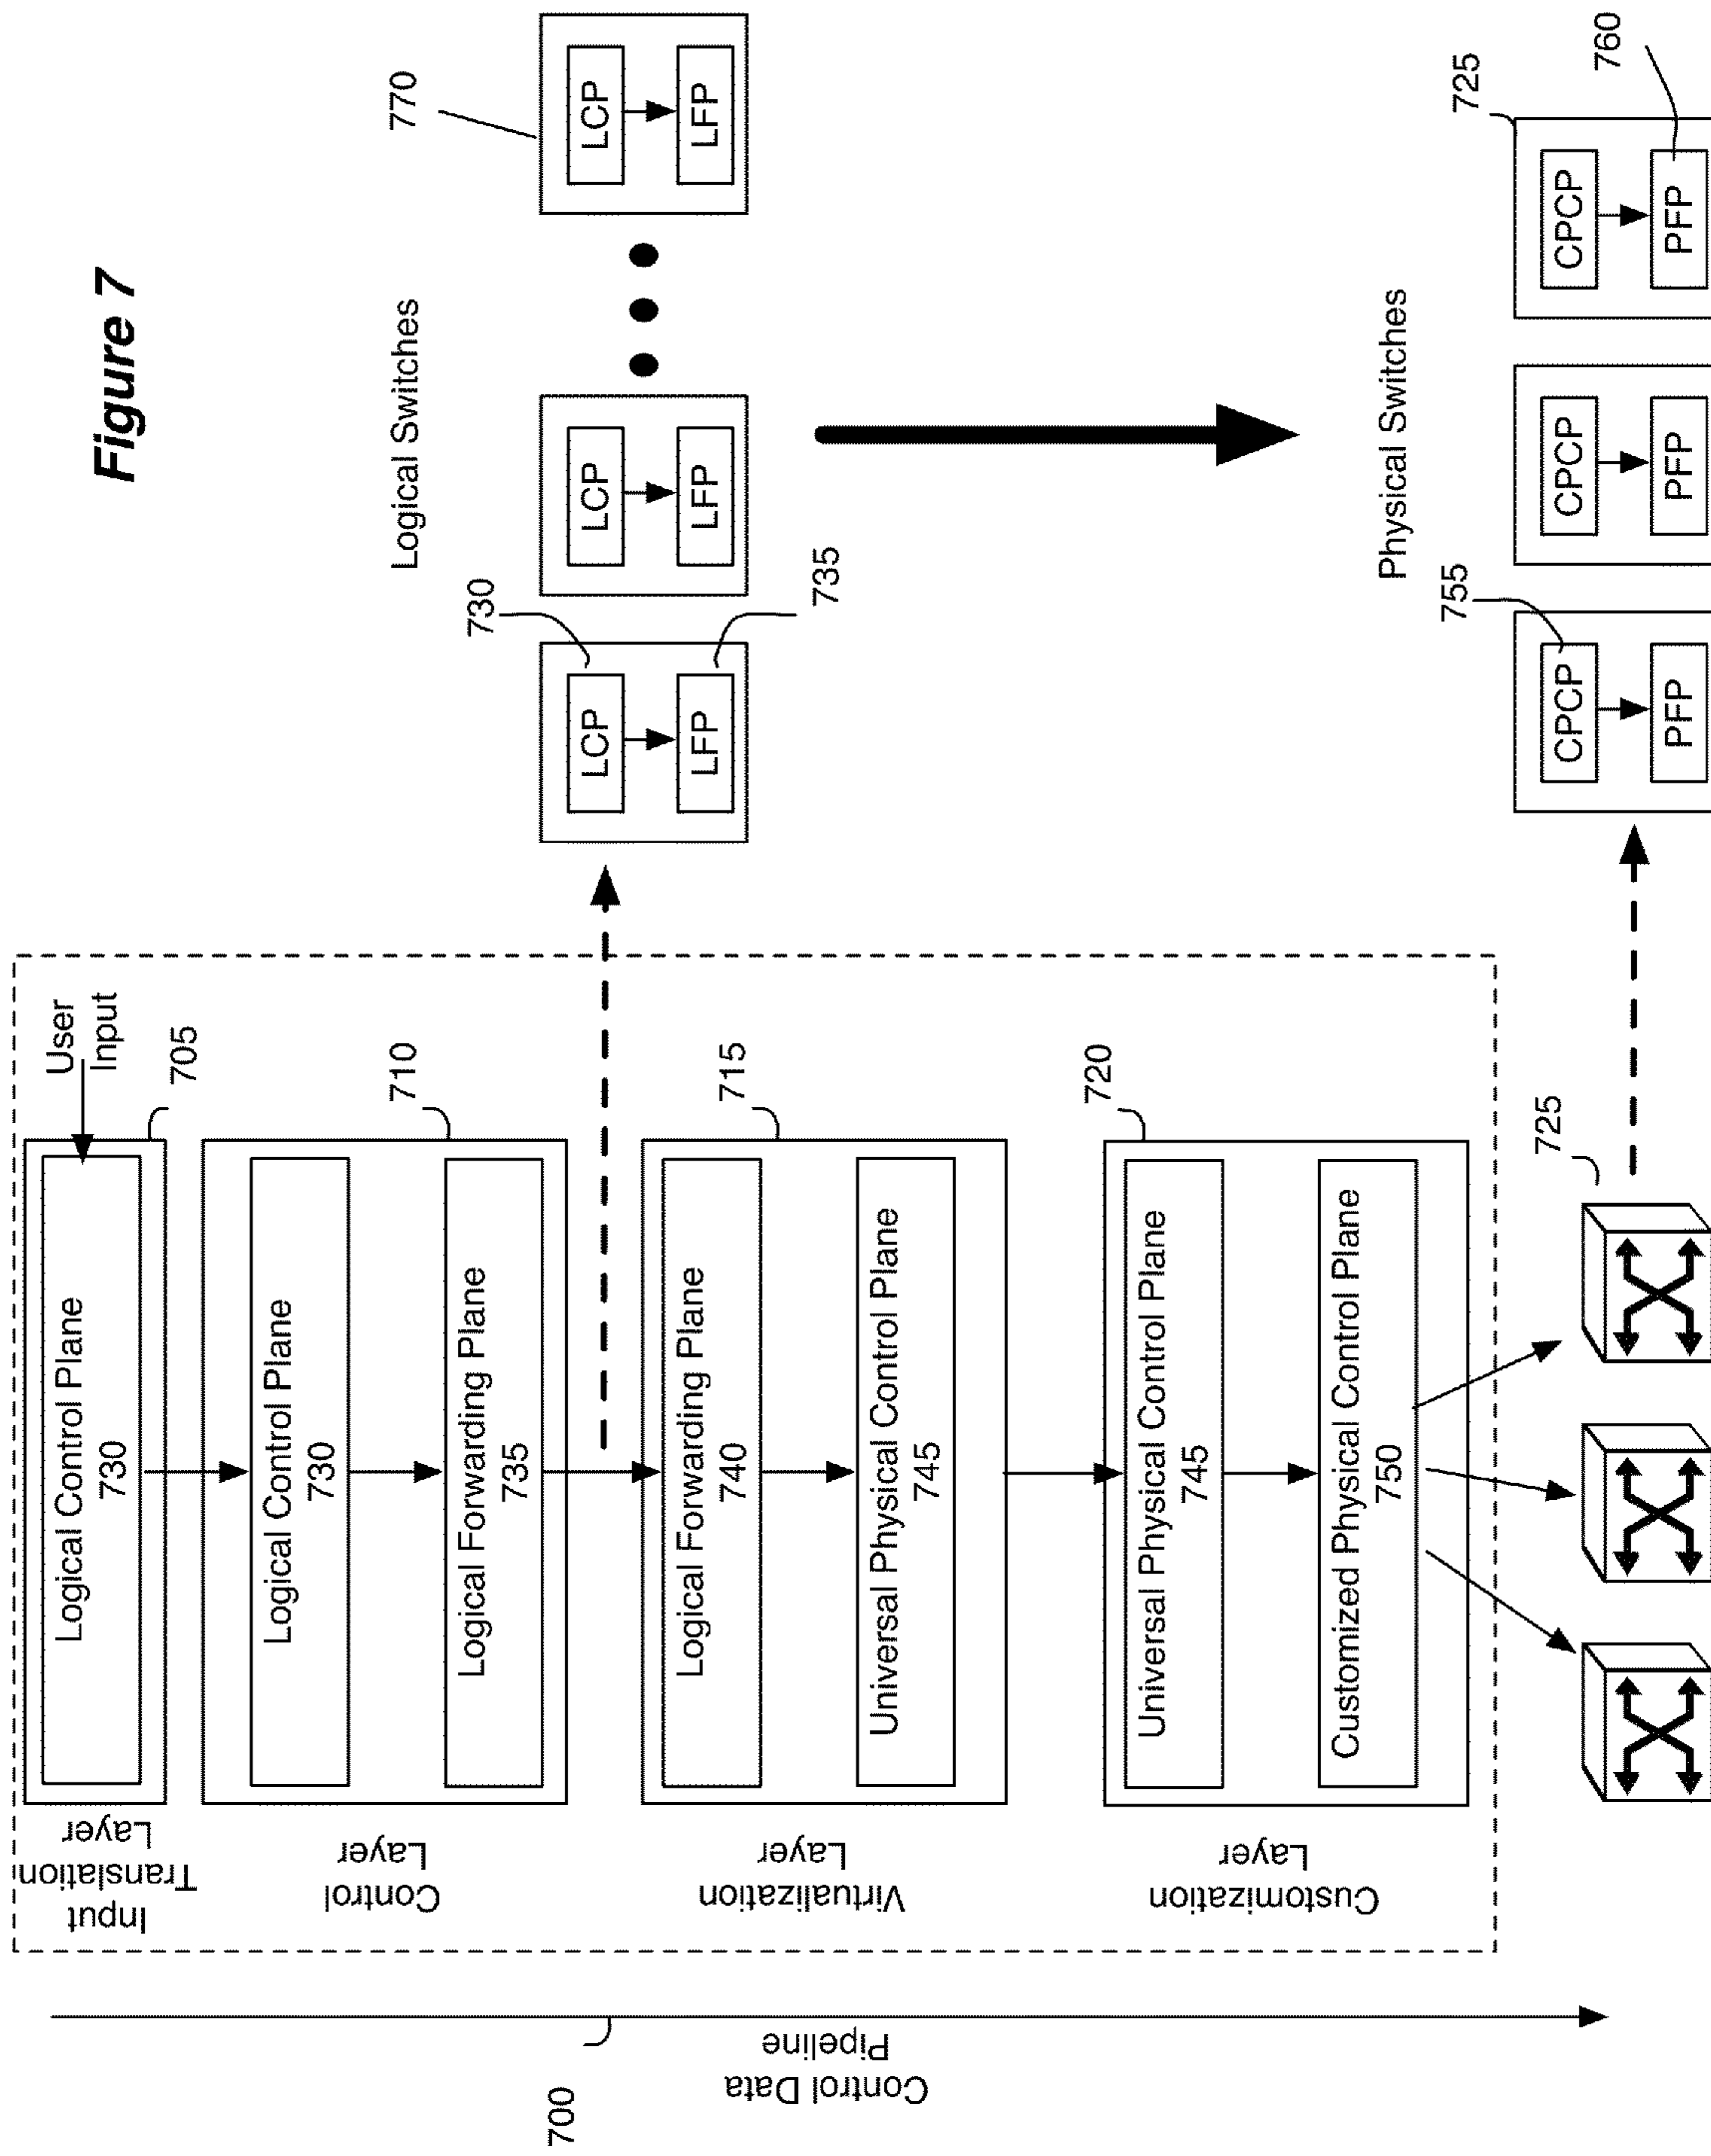 Figure 7
700
Control Data
Pipeline
Input
Translation
Layer
Logical Control Plane
730
User
Input
705
Control
Layer
Logical Control Plane
730
Logical Forwarding Plane
735
710
Virtualization
Layer
Logical Forwarding Plane
740
Universal Physical Control Plane
745
715
Customization
Layer
Universal Physical Control Plane
745
Customized Physical Control Plane
750
720
725
Logical Switches
730
735
770
LCP
LFP
LCP
LFP
LCP
LFP
Physical Switches
755
725
760
CPCP
PFP
CPCP
PFP
CPCP
PFP